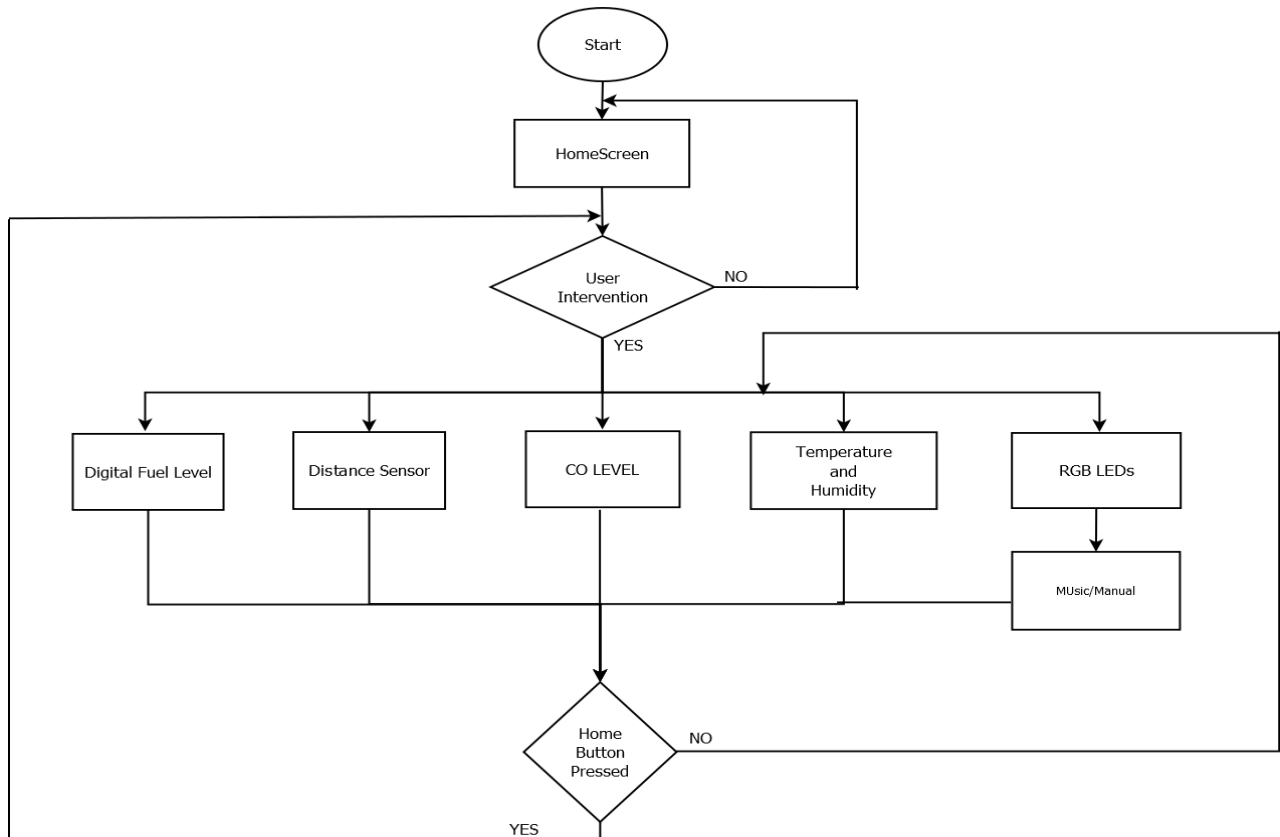 Start
HomeScreen
User
Intervention
NO
YES
Digital Fuel Level
Distance Sensor
CO LEVEL
Temperature
and
Humidity
RGB LEDs
MUsic/Manual
Home
Button
Pressed
NO
YES